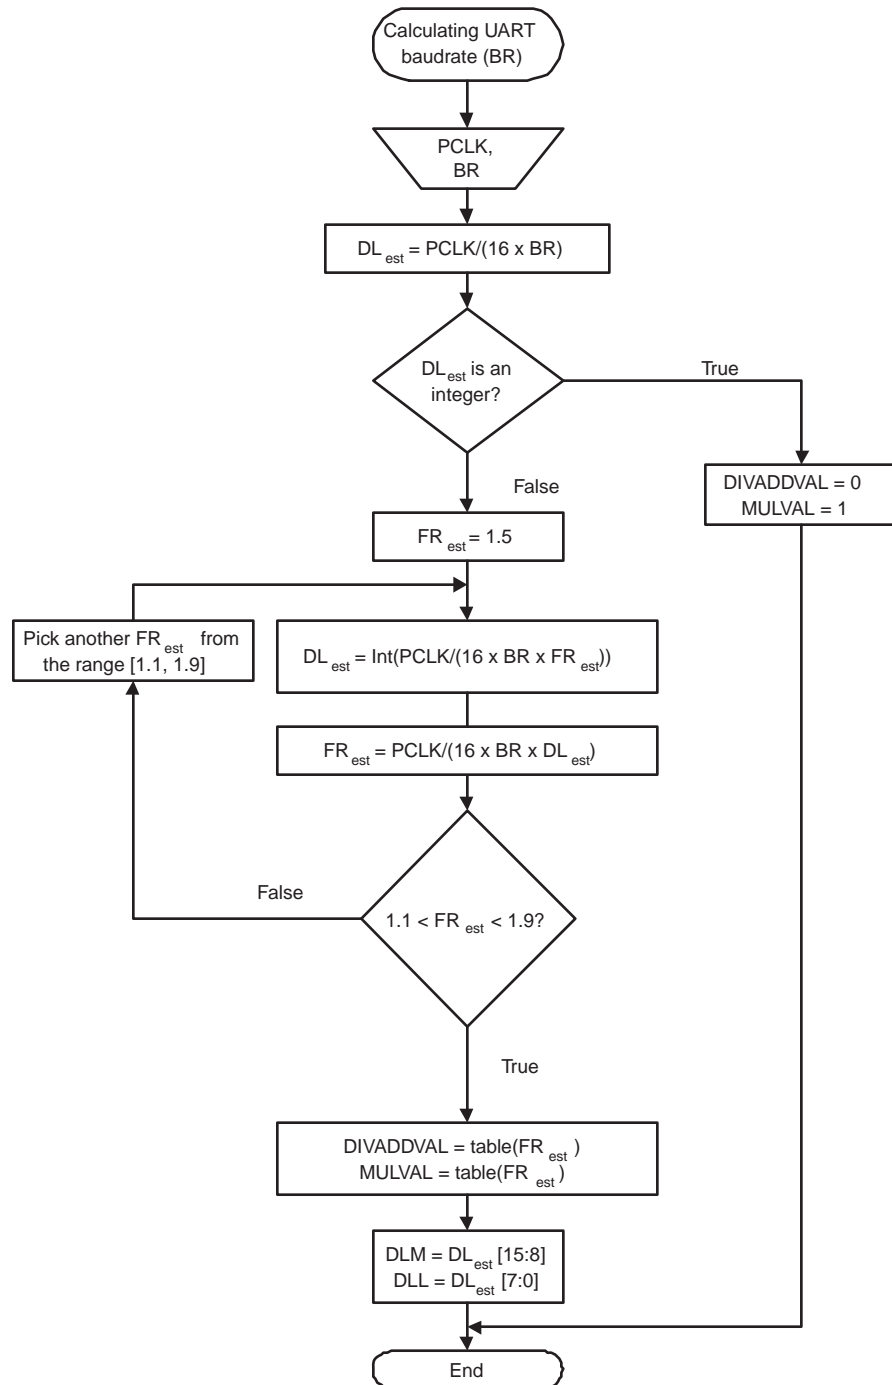 Calculating UART
baudrate (BR)
PCLK,
BR
DL est = PCLK/(16 x BR)
DL est is an
integer?
True
False
DIVADDVAL = 0
MULVAL = 1
FR est = 1.5
Pick another FR est from
the range [1.1, 1.9]
DL est = Int(PCLK/(16 x BR x FR est))
FR est = PCLK/(16 x BR x DL est)
False
1.1 < FR est < 1.9?
True
DIVADDVAL = table(FR est )
MULVAL = table(FR est )
DLM = DL est [15:8]
DLL = DL est [7:0]
End